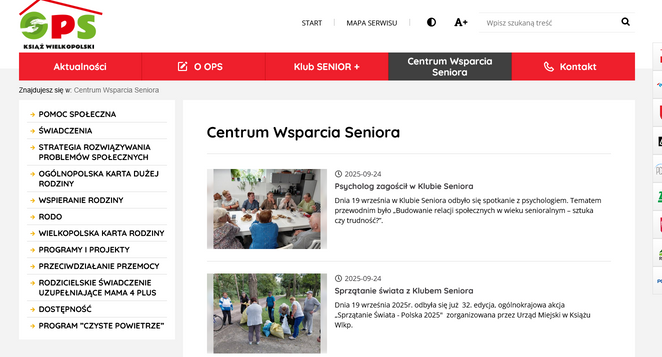 OPS
KSIĄŻ WIELKOPOLSKI
START
MAPA SERWISU
A+
Wpisz szukaną treść
Aktualności
O OPS
Klub SENIOR +
Centrum Wsparcia
Seniora
Kontakt
Znajdujesz się w: Centrum Wsparcia Seniora
POMOC SPOŁECZNA
ŚWIADCZENIA
STRATEGIA ROZWIĄZYWANIA
PROBLEMÓW SPOŁECZNYCH
OGÓLNOPOLSKA KARTA DUŻEJ
RODZINY
WSPIERANIE RODZINY
RODO
WIELKOPOLSKA KARTA RODZINY
PROGRAMY I PROJEKTY
PRZECIWDZIAŁANIE PRZEMOCY
RODZICIELSKIE ŚWIADCZENIE
UZUPEŁNIAJĄCE MAMA 4 PLUS
DOSTĘPNOŚĆ
PROGRAM "CZYSTE POWIETRZE"
Centrum Wsparcia Seniora
2025-09-24
Psycholog zagościł w Klubie Seniora
Dnia 19 września w Klubie Seniora odbyło się spotkanie z psychologiem. Tematem
przewodnim było „Budowanie relacji społecznych w wieku senioralnym – sztuka
czy trudność?".
2025-09-24
Sprzątanie świata z Klubem Seniora
Dnia 19 września 2025r. odbyła się już 32. edycja, ogólnokrajowa akcja
„Sprzątanie Świata - Polska 2025" zorganizowana przez Urząd Miejski w Książu
Wlkp.